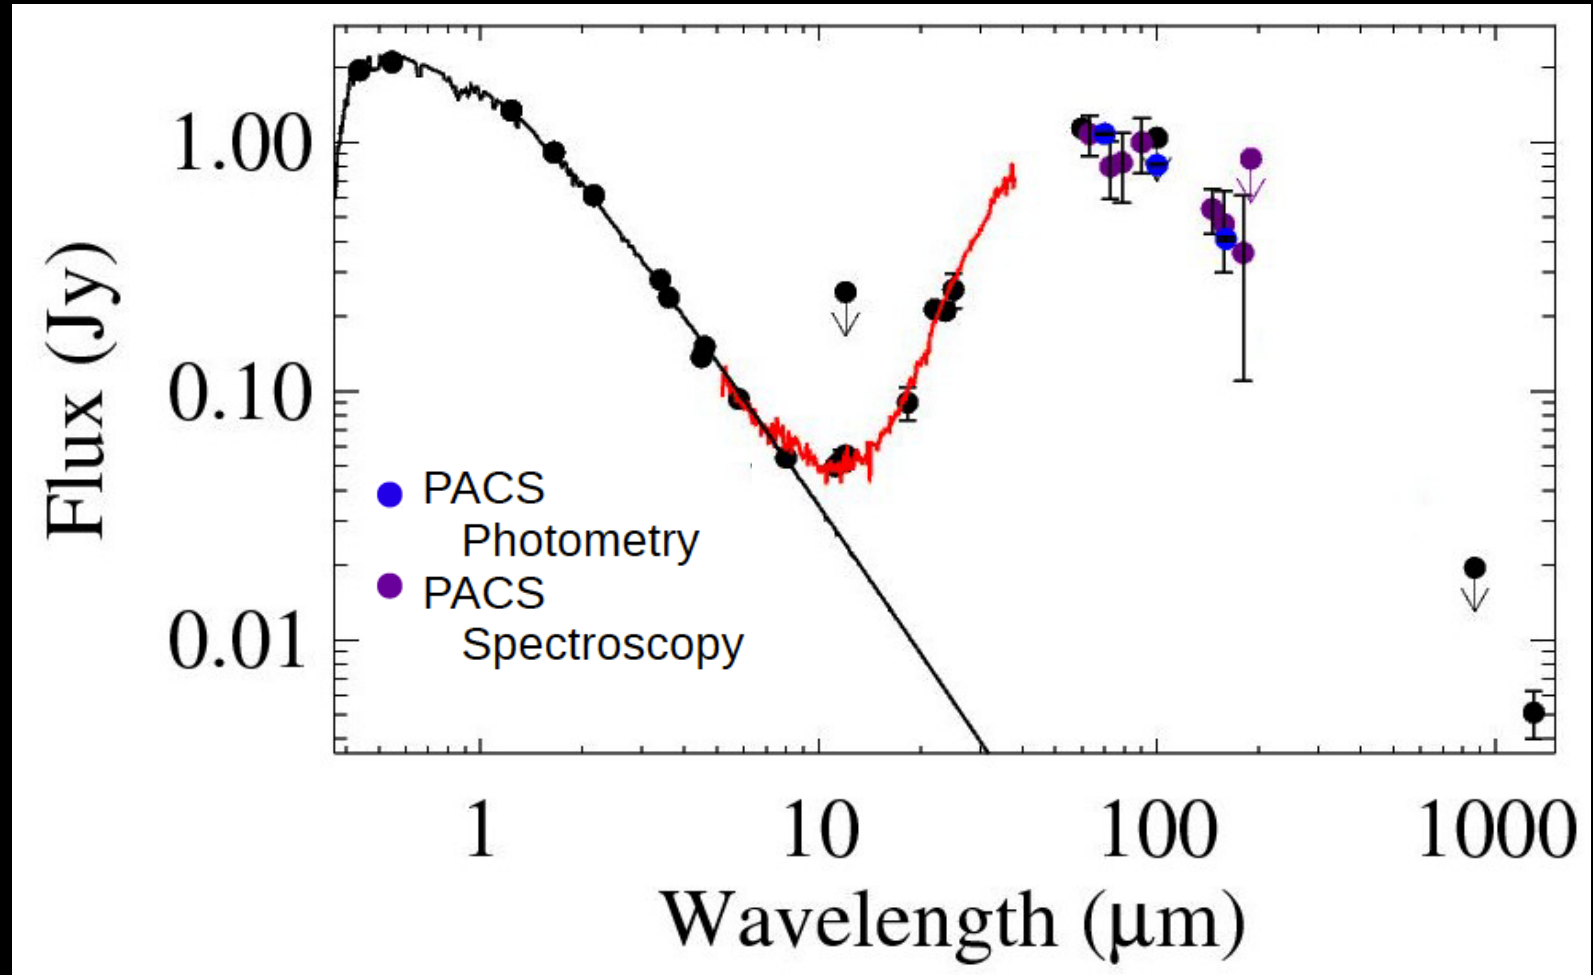 1.00
0.10
0.01
Flux (Jy)
PACS
Photometry
PACS
Spectroscopy
1 10 100 1000
Wavelength (μm)